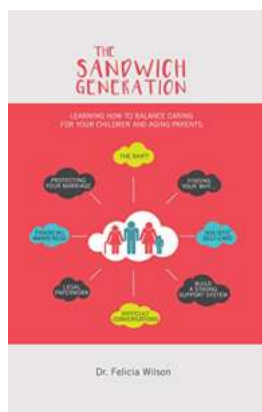 THE
SANDWICH
GENERATION
LEARNING HOW TO BALANCE CARING
FOR YOUR CHILDREN AND AGING PARENTS.
THE SHIFT
PROTECTING
YOUR MARRIAGE
FINDING
YOUR
FINANCIAL
AWARENESS
HOLISTIC
SELF-CARE
LEGAL
PAPERWORK
BUILD
A STRONG
SUPPORT SYSTEM
DIFFICULT
CONVERSATIONS
Dr. Felicia Wilson